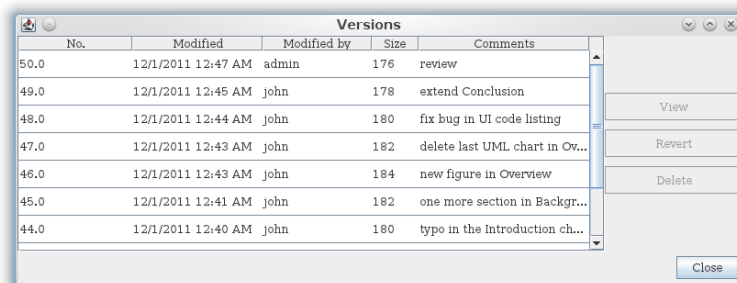 Versions
No. Modified Modified by Size Comments
50.0 12/1/2011 12:47 AM admin 176 review
49.0 12/1/2011 12:45 AM john 178 extend Conclusion
48.0 12/1/2011 12:44 AM john 180 fix bug in UI code listing
47.0 12/1/2011 12:43 AM john 182 delete last UML chart in Ov...
46.0 12/1/2011 12:43 AM john 184 new figure in Overview
45.0 12/1/2011 12:41 AM john 182 one more section in Backgr...
44.0 12/1/2011 12:40 AM john 180 typo in the Introduction ch...
View
Revert
Delete
Close